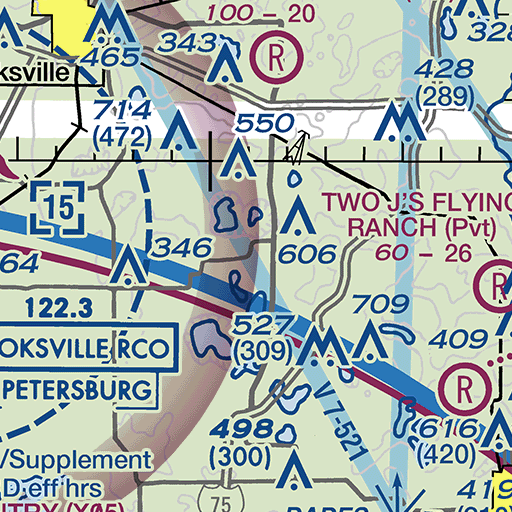 100 – 20
R
465
343
328
ksville
428
(289)
714
(472)
550
15
TWO J'S FLYING
RANCH (Pvt)
60 – 26
606
346
64
R
122.3
OKSVILLE RCO
PETERSBURG
527
(309)
709
409
R
V 7-521
498
(300)
616
(420)
/Supplement
D eff hrs
75
419